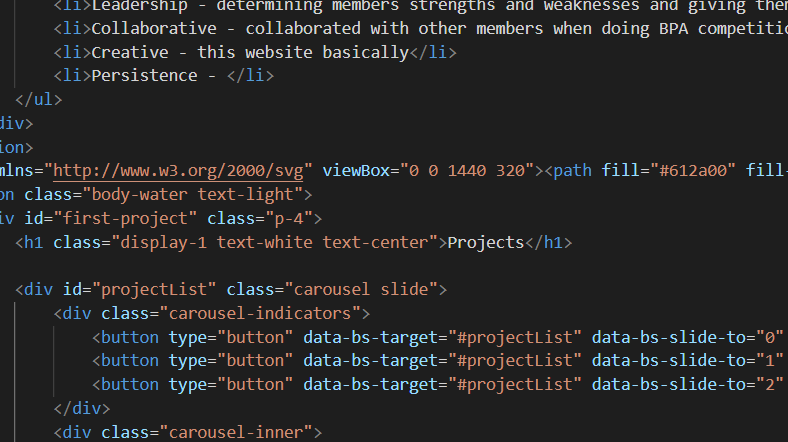 <li>Leadership - determining members strengths and weaknesses and giving them
<li>Collaborative - collaborated with other members when doing BPA competitio
<li>Creative - this website basically</li>
<li>Persistence - </li>
</ul>
div>
ion>
mlns="http://www.w3.org/2000/svg" viewBox="0 0 1440 320"><path fill="#612a00" fill-
on class="body-water text-light">
iv id="first-project" class="p-4">
<h1 class="display-1 text-white text-center">Projects</h1>
<div id="projectList" class="carousel slide">
<div class="carousel-indicators">
<button type="button" data-bs-target="#projectList" data-bs-slide-to="0"
<button type="button" data-bs-target="#projectList" data-bs-slide-to="1"
<button type="button" data-bs-target="#projectList" data-bs-slide-to="2"
</div>
<div class="carousel-inner">